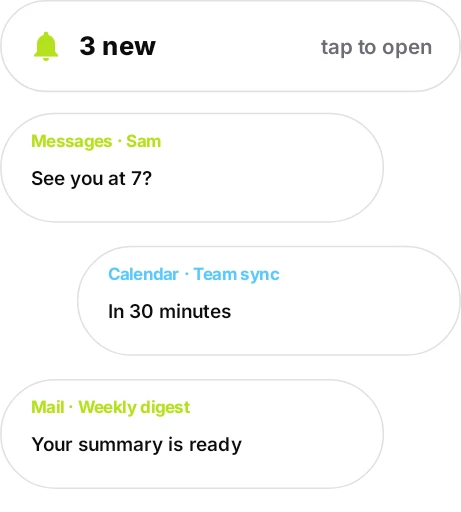 3 new
tap to open
Messages · Sam
See you at 7?
Calendar · Team sync
In 30 minutes
Mail · Weekly digest
Your summary is ready